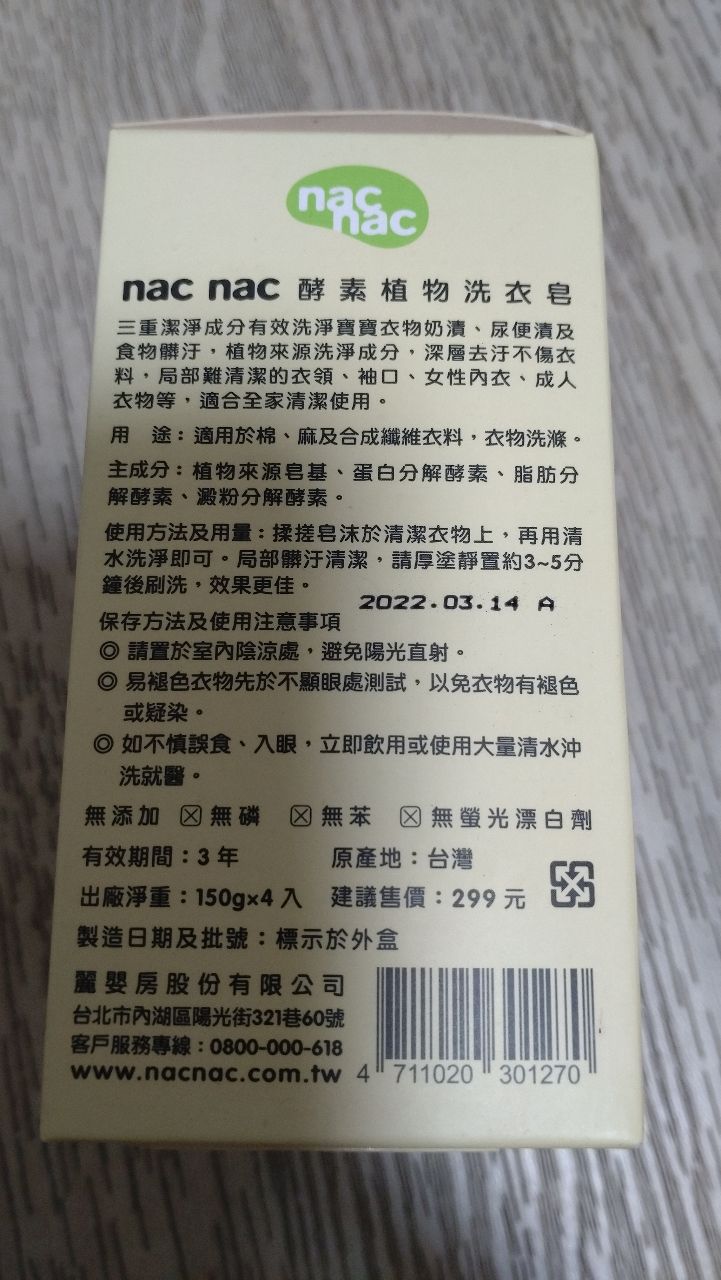 nac
nac
nac nac 酵素植物洗衣皂
三重潔淨成分有效洗淨寶寶衣物奶漬、尿便漬及
食物髒汙，植物來源洗淨成分，深層去汙不傷衣
料，局部難清潔的衣領、袖口、女性內衣、成人
衣物等，適合全家清潔使用。
用　途：適用於棉、麻及合成纖維衣料，衣物洗滌。
主成分：植物來源皂基、蛋白分解酵素、脂肪分
解酵素、澱粉分解酵素。
使用方法及用量：揉搓皂沫於清潔衣物上，再用清
水洗淨即可。局部髒汙清潔，請厚塗靜置約3~5分
鐘後刷洗，效果更佳。
2022.03.14 A
保存方法及使用注意事項
◎ 請置於室內陰涼處，避免陽光直射。
◎ 易褪色衣物先於不顯眼處測試，以免衣物有褪色
或疑染。
◎ 如不慎誤食、入眼，立即飲用或使用大量清水沖
洗就醫。
無添加 ☒ 無磷 ☒ 無苯 ☒ 無螢光漂白劑
有效期間：3 年 原產地：台灣
出廠淨重：150g×4 入 建議售價：299 元
製造日期及批號：標示於外盒
麗嬰房股份有限公司
台北市內湖區陽光街321巷60號
客戶服務專線：0800-000-618
www.nacnac.com.tw
4 711020 301270